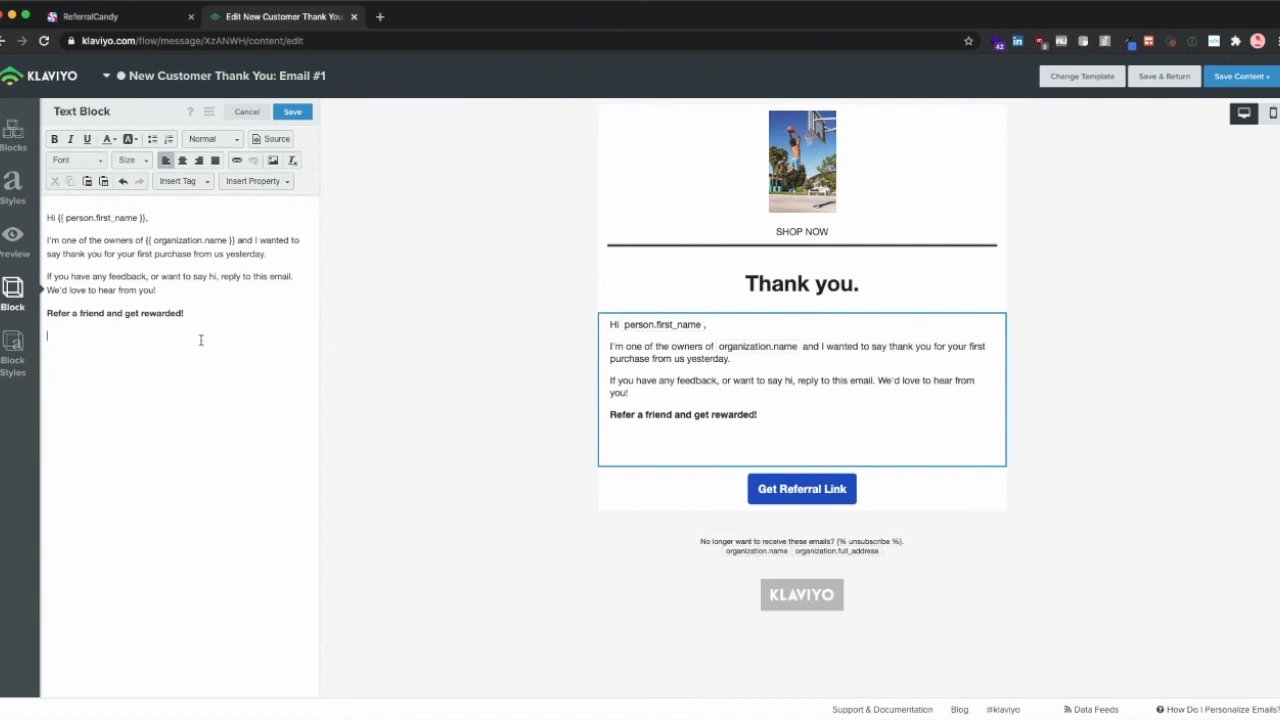 ReferralCandy
Edit New Customer Thank You
klaviyo.com/flow/message/XzANWH/content/edit
KLAVIYO
New Customer Thank You: Email #1
Change Template
Save & Return
Save Content
Text Block
?
Cancel
Save
B I U A A Normal Source
Font Size
Insert Tag Insert Property
Blocks
Styles
Preview
Block
Block
Styles
Hi {{ person.first_name }},
I'm one of the owners of {{ organization.name }} and I wanted to
say thank you for your first purchase from us yesterday.
If you have any feedback, or want to say hi, reply to this email.
We'd love to hear from you!
Refer a friend and get rewarded!
SHOP NOW
Thank you.
Hi person.first_name ,
I'm one of the owners of organization.name and I wanted to say thank you for your first
purchase from us yesterday.
If you have any feedback, or want to say hi, reply to this email. We'd love to hear from
you!
Refer a friend and get rewarded!
Get Referral Link
No longer want to receive these emails? {% unsubscribe %}.
organization.name organization.full_address
KLAVIYO
Support & Documentation Blog @klaviyo Data Feeds How Do I Personalize Emails?